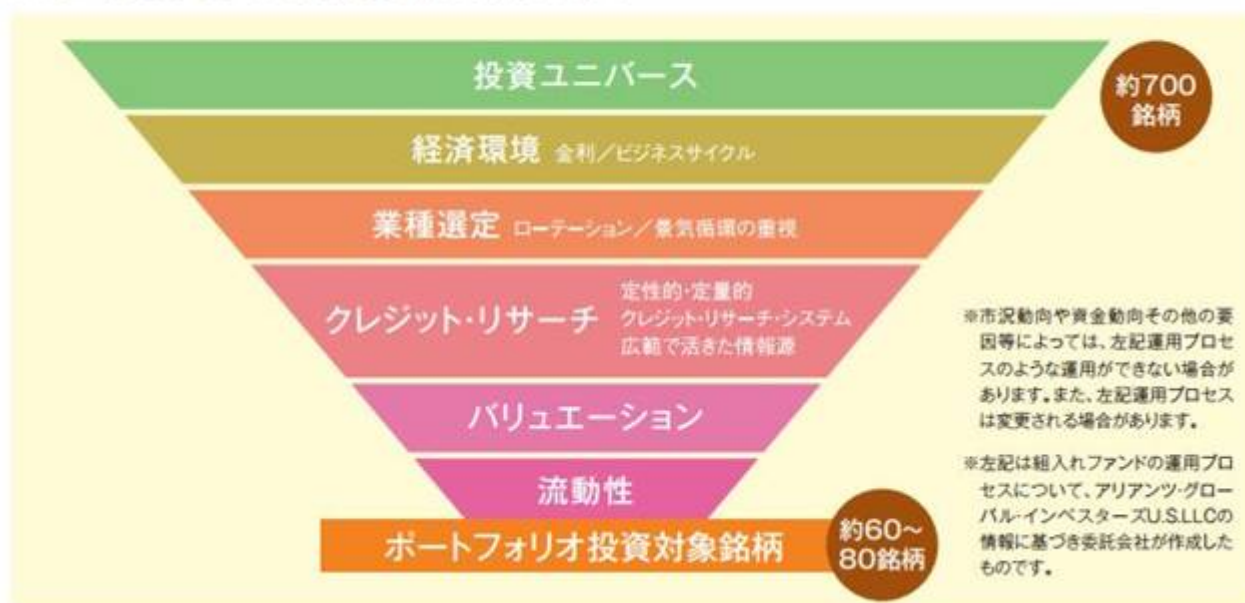 投資ユニバース
約700
銘柄
経済環境 金利／ビジネスサイクル
業種選定 ローテーション／景気循環の重視
クレジット・リサーチ
定性的・定量的
クレジット・リサーチ・システム
広範で活きた情報源
バリュエーション
流動性
ポートフォリオ投資対象銘柄
約60～
80銘柄
※市況動向や資金動向その他の要
因等によっては、左記運用プロセ
スのような運用ができない場合が
あります。また、左記運用プロセス
は変更される場合があります。
※左記は組入れファンドの運用プロ
セスについて、アリアンツ・グロー
バル・インベスターズU.S.LLCの
情報に基づき委託会社が作成した
ものです。